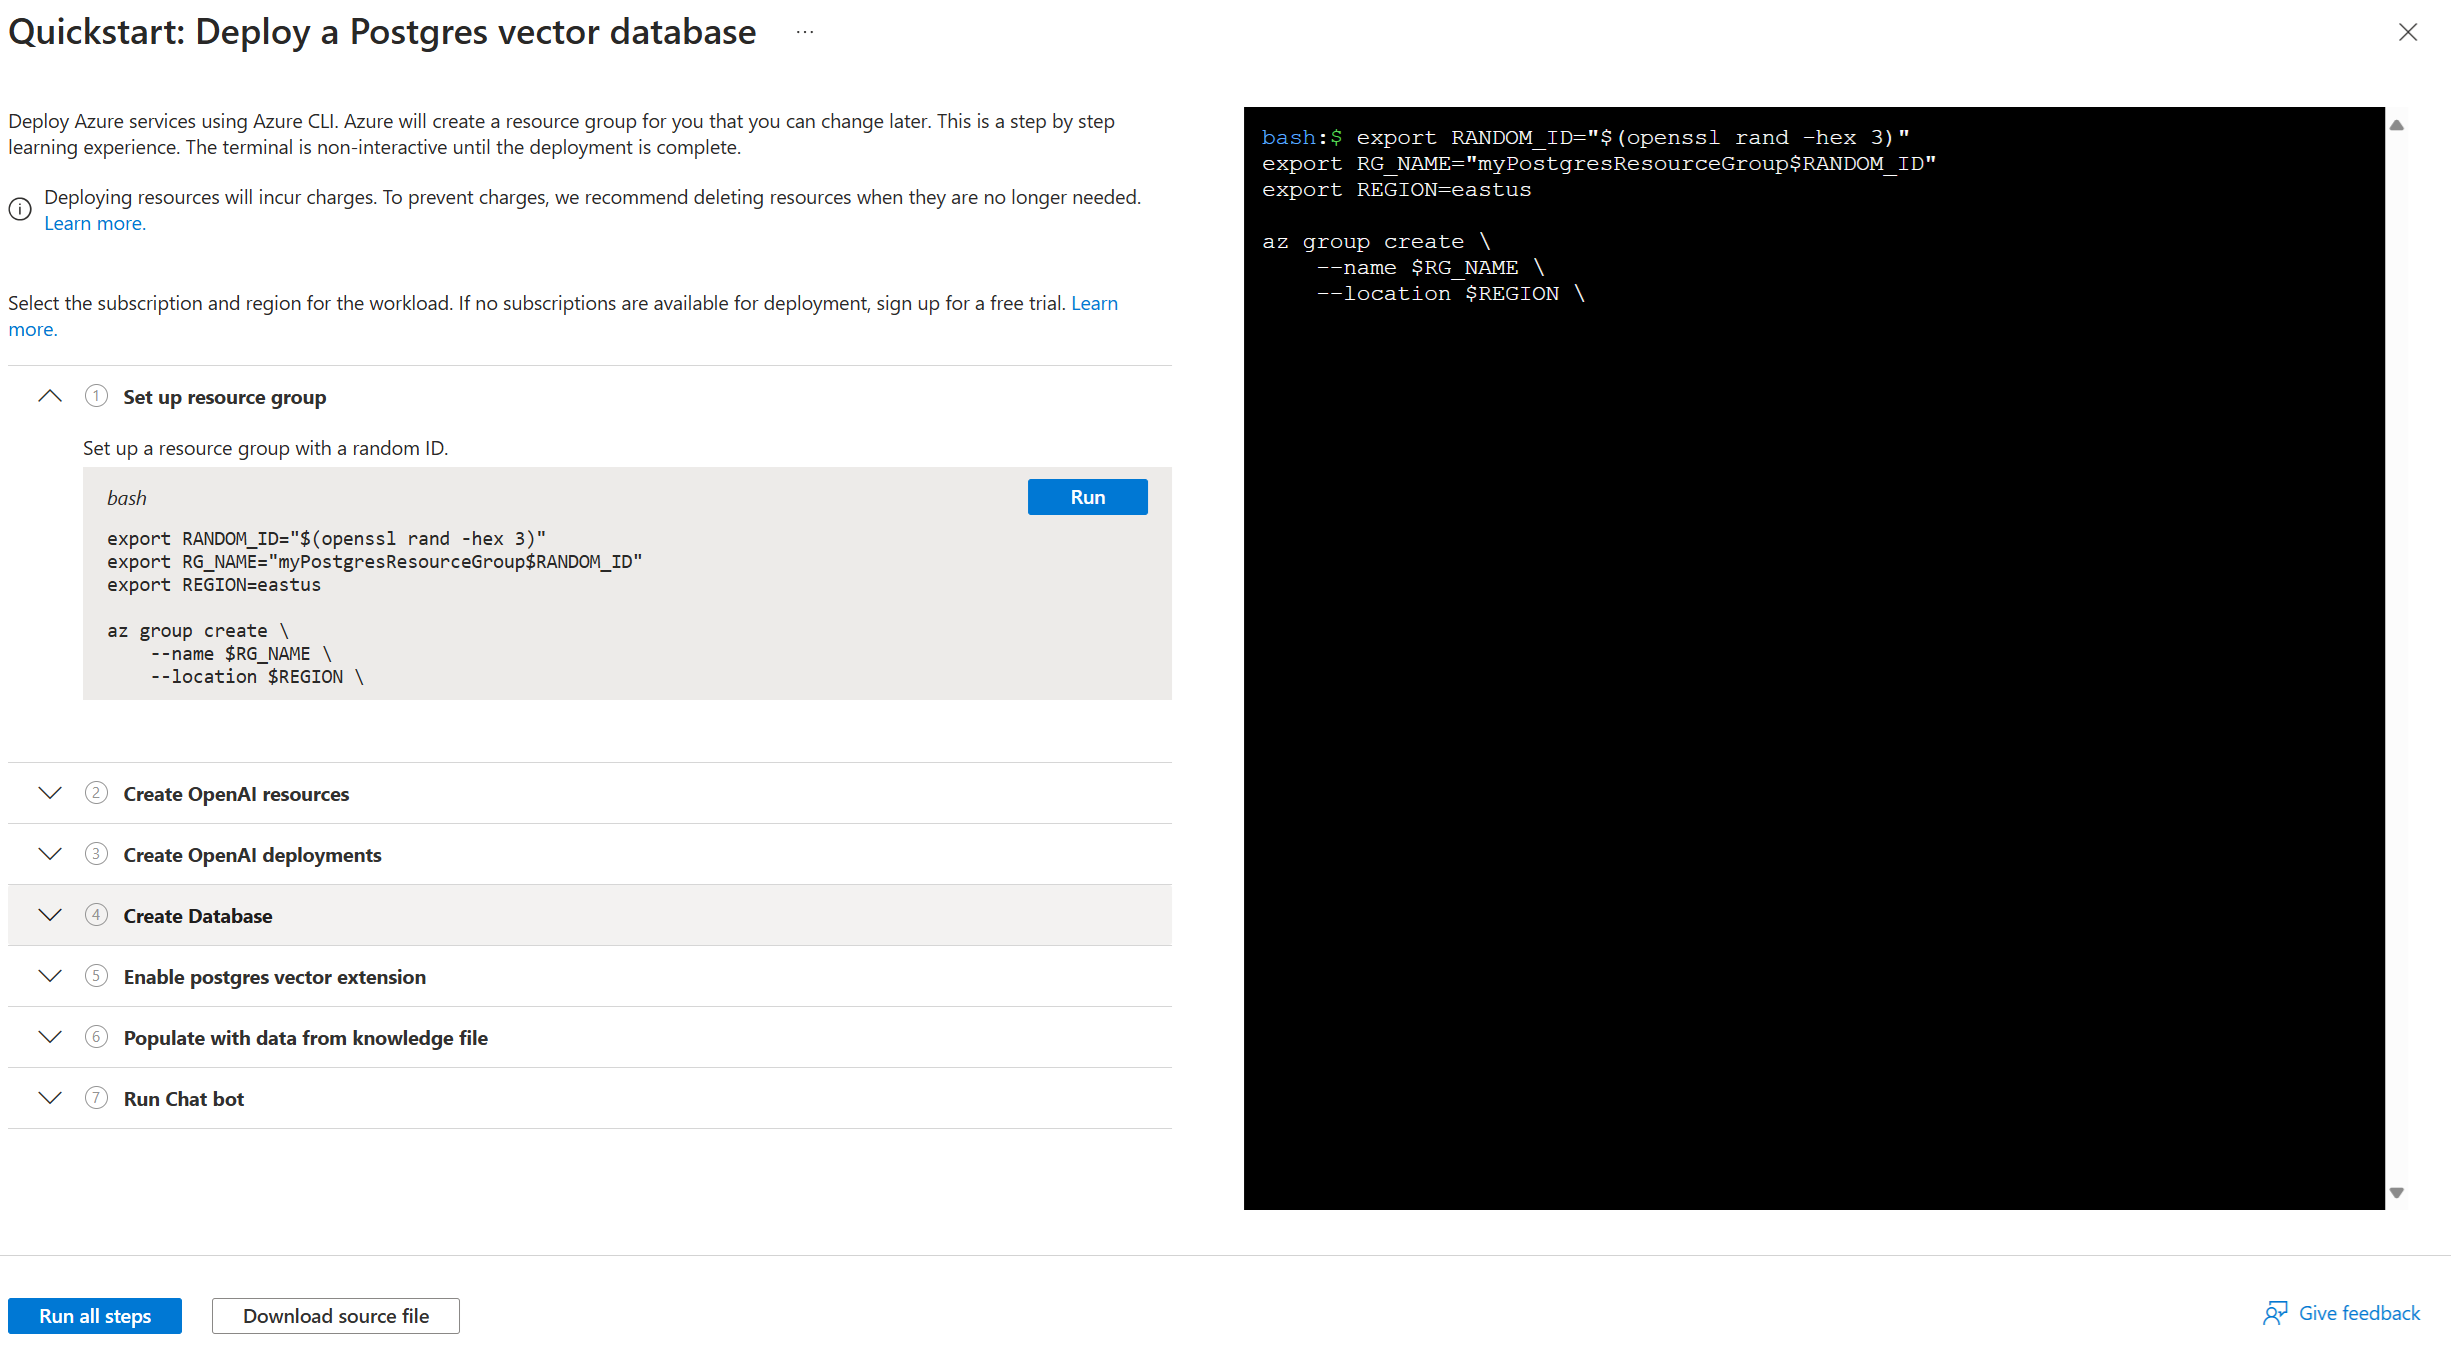 Quickstart: Deploy a Postgres vector database ...
Deploy Azure services using Azure CLI. Azure will create a resource group for you that you can change later. This is a step by step
learning experience. The terminal is non-interactive until the deployment is complete.
Deploying resources will incur charges. To prevent charges, we recommend deleting resources when they are no longer needed.
Learn more.
Select the subscription and region for the workload. If no subscriptions are available for deployment, sign up for a free trial. Learn
more.
1 Set up resource group
Set up a resource group with a random ID.
bash
Run
export RANDOM_ID="$(openssl rand -hex 3)"
export RG_NAME="myPostgresResourceGroup$RANDOM_ID"
export REGION=eastus
az group create \
    --name $RG_NAME \
    --location $REGION \
2 Create OpenAI resources
3 Create OpenAI deployments
4 Create Database
5 Enable postgres vector extension
6 Populate with data from knowledge file
7 Run Chat bot
bash:$ export RANDOM_ID="$(openssl rand -hex 3)"
export RG_NAME="myPostgresResourceGroup$RANDOM_ID"
export REGION=eastus
az group create \
    --name $RG_NAME \
    --location $REGION \
Run all steps
Download source file
Give feedback